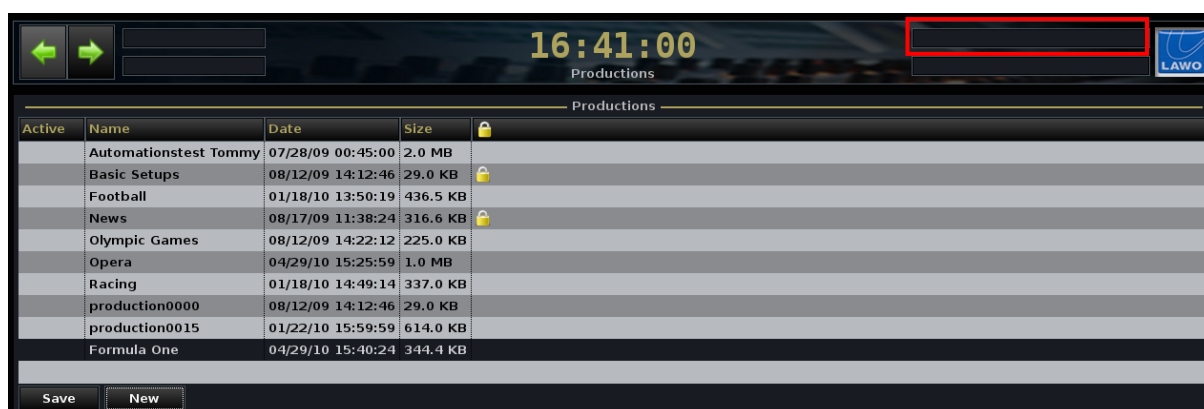 16:41:00
Productions
LAWO
Productions
Active Name Date Size
Automationstest Tommy 07/28/09 00:45:00 2.0 MB
Basic Setups 08/12/09 14:12:46 29.0 KB
Football 01/18/10 13:50:19 436.5 KB
News 08/17/09 11:38:24 316.6 KB
Olympic Games 08/12/09 14:22:12 225.0 KB
Opera 04/29/10 15:25:59 1.0 MB
Racing 01/18/10 14:49:14 337.0 KB
production0000 08/12/09 14:12:46 29.0 KB
production0015 01/22/10 15:59:59 614.0 KB
Formula One 04/29/10 15:40:24 344.4 KB
Save New